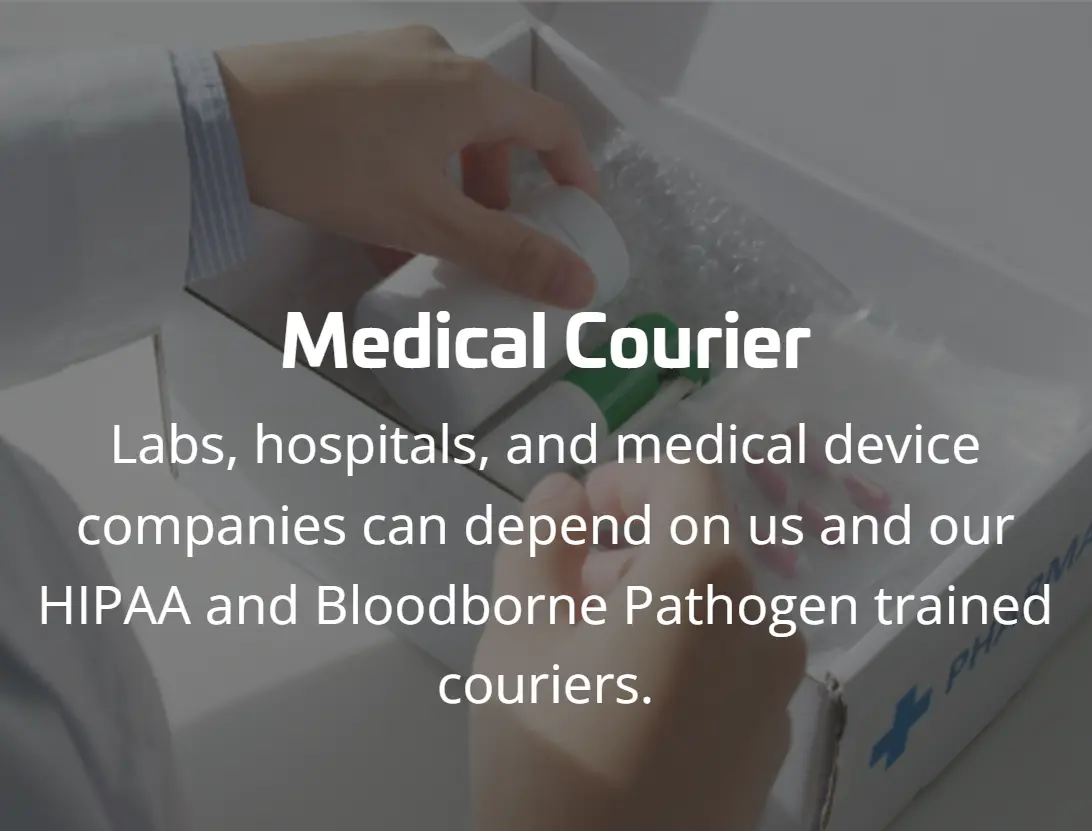 Medical Courier
Labs, hospitals, and medical device
companies can depend on us and our
HIPAA and Bloodborne Pathogen trained
couriers.